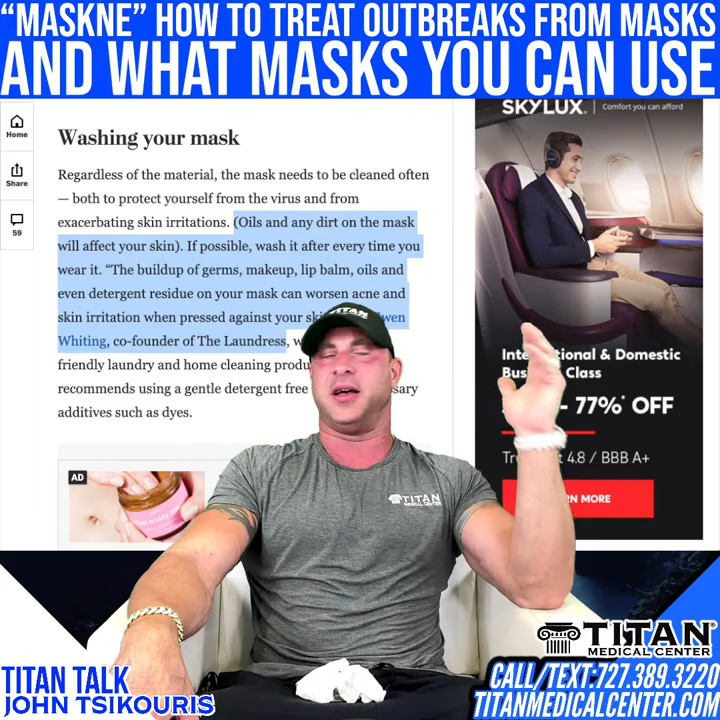 “MASKNE” HOW TO TREAT OUTBREAKS FROM MASKS
AND WHAT MASKS YOU CAN USE
Home
Share
59
Washing your mask
Regardless of the material, the mask needs to be cleaned often
— both to protect yourself from the virus and from
exacerbating skin irritations. (Oils and any dirt on the mask
will affect your skin). If possible, wash it after every time you
wear it. “The buildup of germs, makeup, lip balm, oils and
even detergent residue on your mask can worsen acne and
skin irritation when pressed against your
Whiting, co-founder of The Laundress,
friendly laundry and home cleaning
recommends using a gentle detergent free
additives such as dyes.
AD
SKYLUX. Comfort you can afford
& Domestic
Class
- 77%* OFF
4.8 / BBB A+
MORE
TITAN
TITAN
MEDICAL CENTER
TITAN
MEDICAL CENTER
TITAN TALK
JOHN TSIKOURIS
CALL/TEXT:727.389.3220
TITANMEDICALCENTER.COM